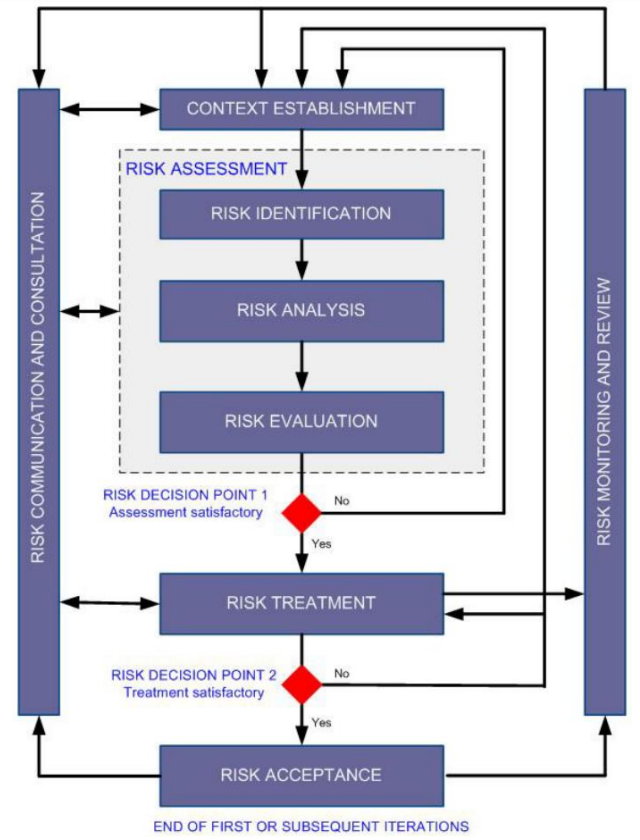 CONTEXT ESTABLISHMENT
RISK ASSESSMENT
RISK IDENTIFICATION
RISK ANALYSIS
RISK EVALUATION
RISK DECISION POINT 1
Assessment satisfactory
No
Yes
RISK TREATMENT
RISK DECISION POINT 2
Treatment satisfactory
No
Yes
RISK ACCEPTANCE
END OF FIRST OR SUBSEQUENT ITERATIONS
RISK COMMUNICATION AND CONSULTATION
RISK MONITORING AND REVIEW